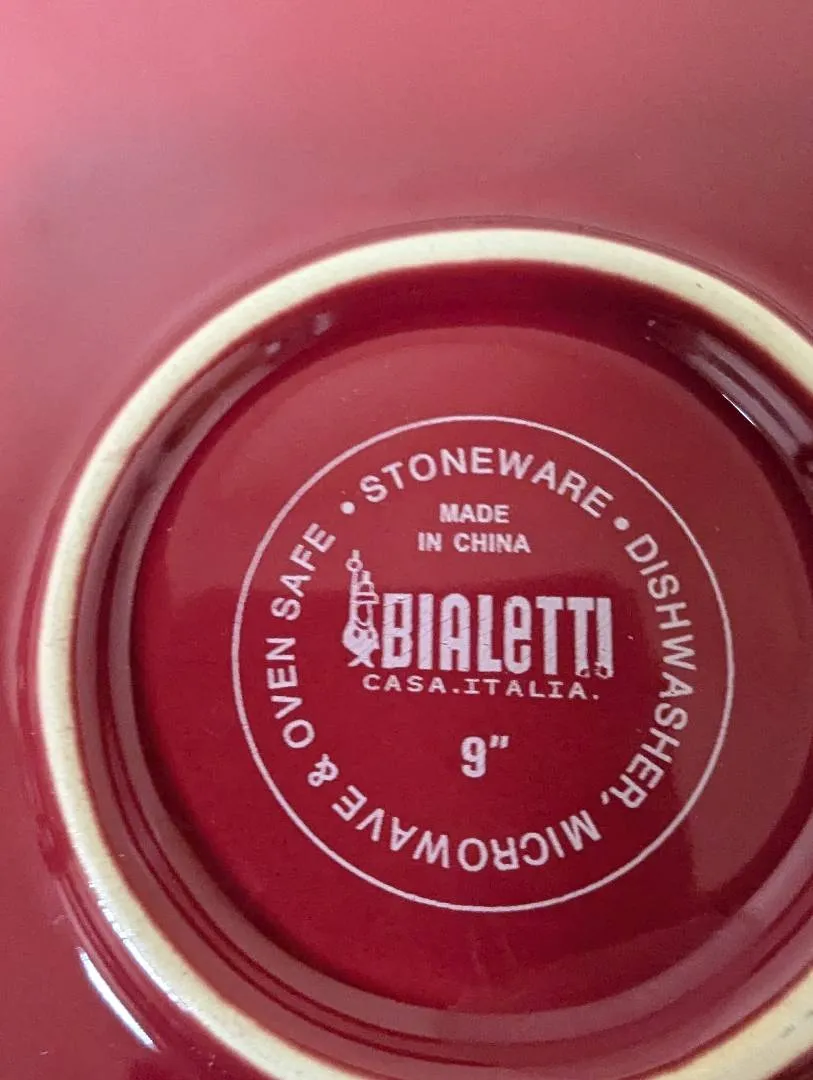 • STONEWARE • DISHWASHER, MICROWAVE & OVEN SAFE
MADE
IN CHINA
BIALeTTI
CASA.ITALIA.
9"